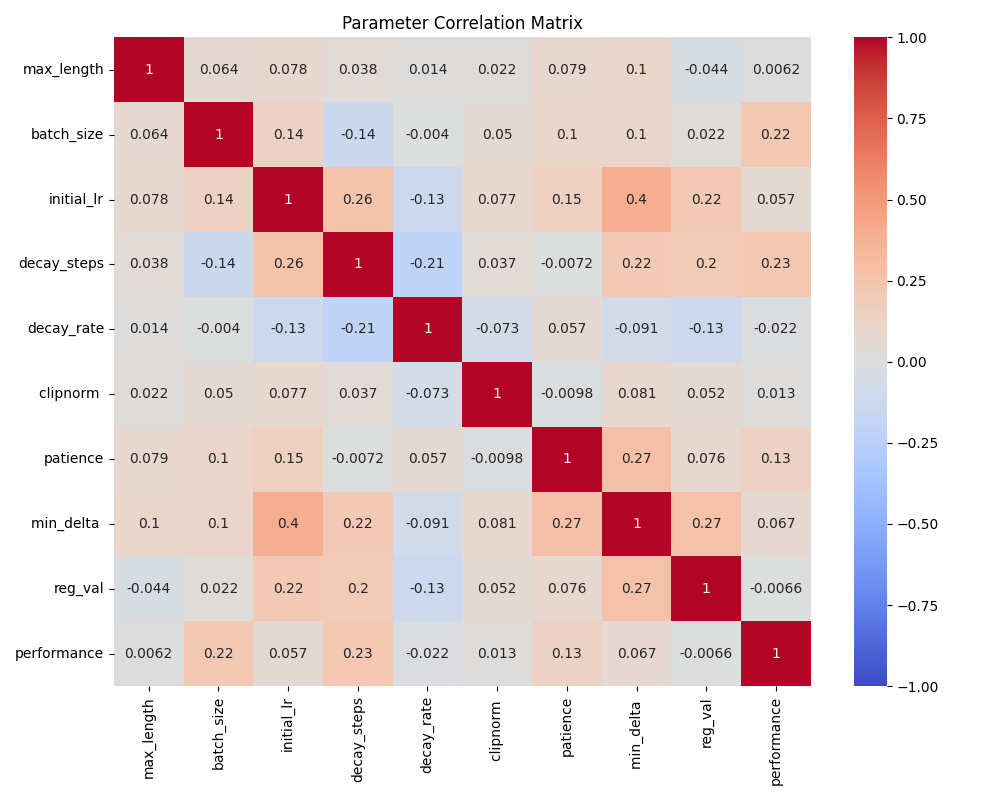 Parameter Correlation Matrix
max_length 1 0.064 0.078 0.038 0.014 0.022 0.079 0.1 -0.044 0.0062
batch_size 0.064 1 0.14 -0.14 -0.004 0.05 0.1 0.1 0.022 0.22
initial_lr 0.078 0.14 1 0.26 -0.13 0.077 0.15 0.4 0.22 0.057
decay_steps 0.038 -0.14 0.26 1 -0.21 0.037 -0.0072 0.22 0.2 0.23
decay_rate 0.014 -0.004 -0.13 -0.21 1 -0.073 0.057 -0.091 -0.13 -0.022
clipnorm 0.022 0.05 0.077 0.037 -0.073 1 -0.0098 0.081 0.052 0.013
patience 0.079 0.1 0.15 -0.0072 0.057 -0.0098 1 0.27 0.076 0.13
min_delta 0.1 0.1 0.4 0.22 -0.091 0.081 0.27 1 0.27 0.067
reg_val -0.044 0.022 0.22 0.2 -0.13 0.052 0.076 0.27 1 -0.0066
performance 0.0062 0.22 0.057 0.23 -0.022 0.013 0.13 0.067 -0.0066 1
max_length batch_size initial_lr decay_steps decay_rate clipnorm patience min_delta reg_val performance
1.00
0.75
0.50
0.25
0.00
−0.25
−0.50
−0.75
−1.00